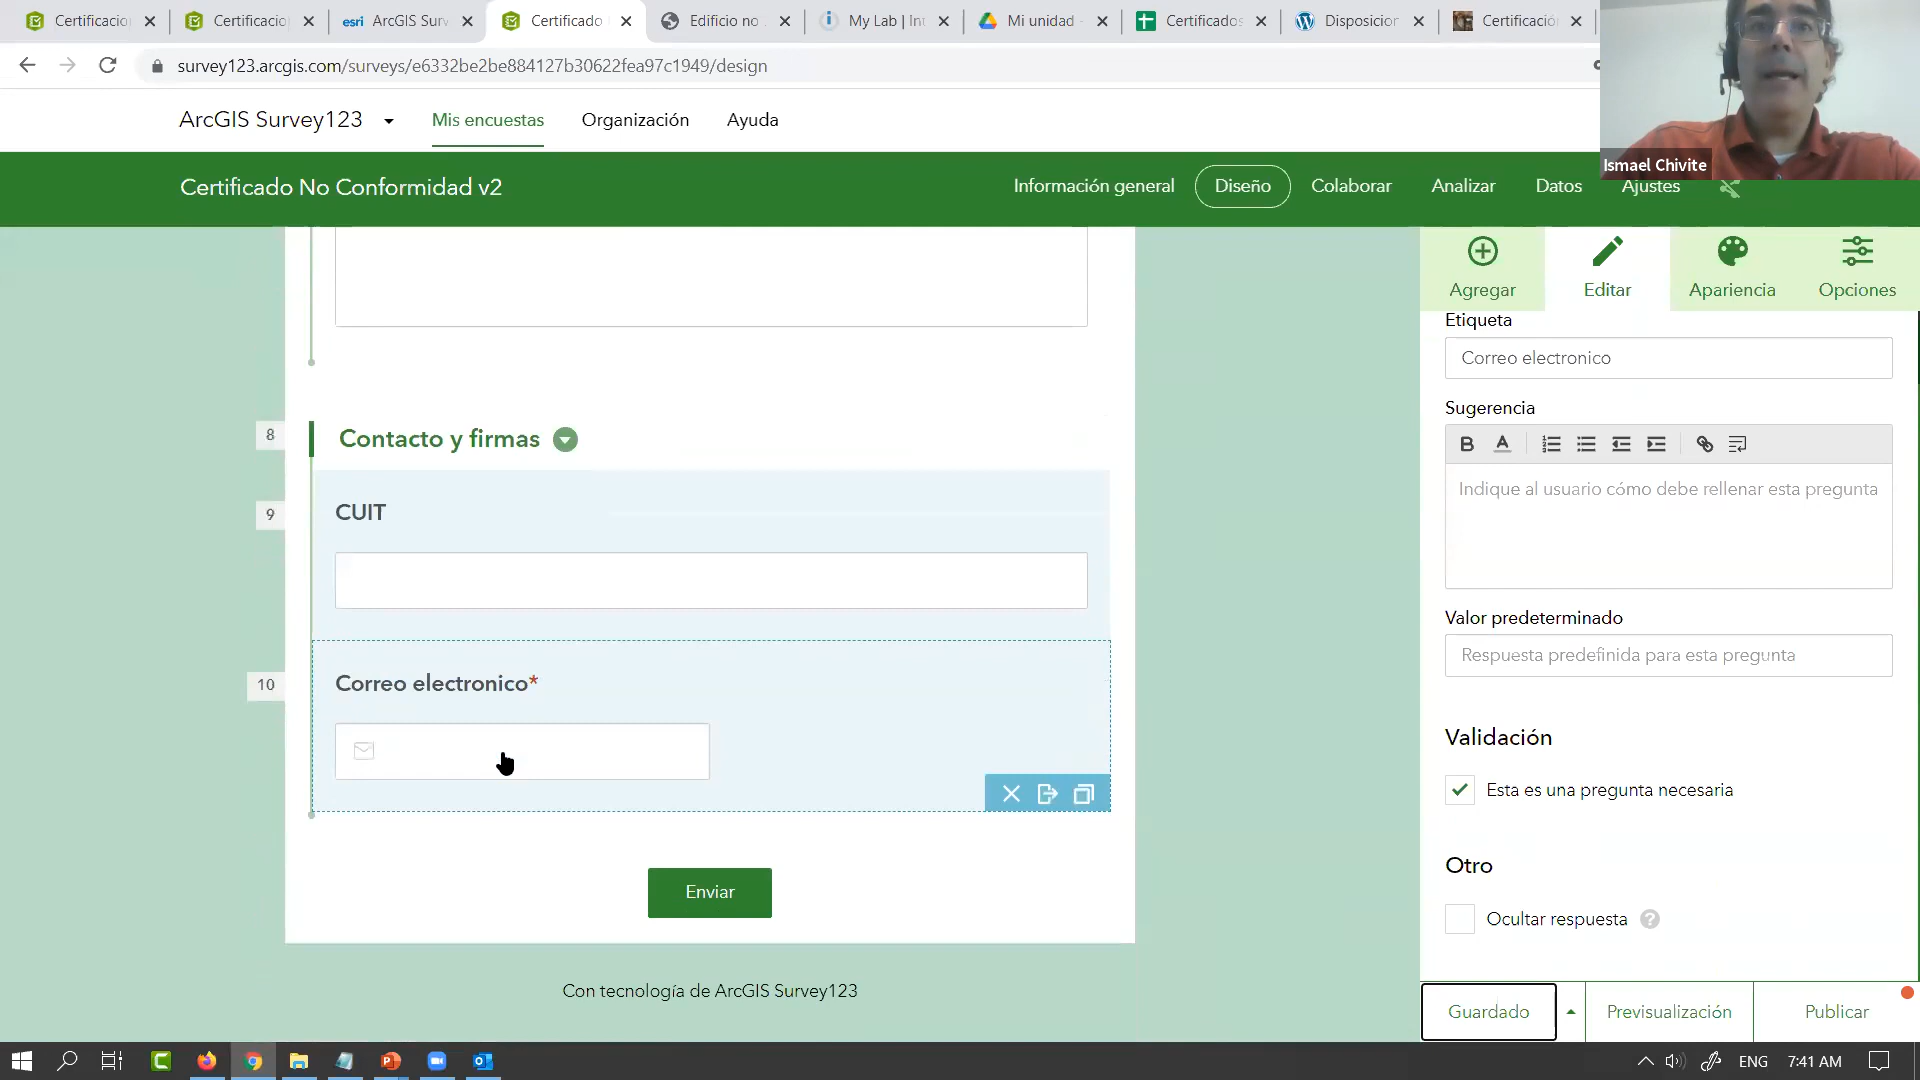 Certificacio
Certificacio
esri ArcGIS Surv
Certificado
Edificio no
My Lab | Int
Mi unidad -
Certificados
Disposicion
Certificación
survey123.arcgis.com/surveys/e6332be2be884127b30622fea97c1949/design
ArcGIS Survey123
Mis encuestas
Organización
Ayuda
Ismael Chivite
Certificado No Conformidad v2
Información general
Diseño
Colaborar
Analizar
Datos
Ajustes
Agregar
Editar
Apariencia
Opciones
8
Contacto y firmas
9
CUIT
10
Correo electronico*
Enviar
Con tecnología de ArcGIS Survey123
Etiqueta
Correo electronico
Sugerencia
B A
Indique al usuario cómo debe rellenar esta pregunta
Valor predeterminado
Respuesta predefinida para esta pregunta
Validación
Esta es una pregunta necesaria
Otro
Ocultar respuesta ?
Guardado
Previsualización
Publicar
ENG
7:41 AM